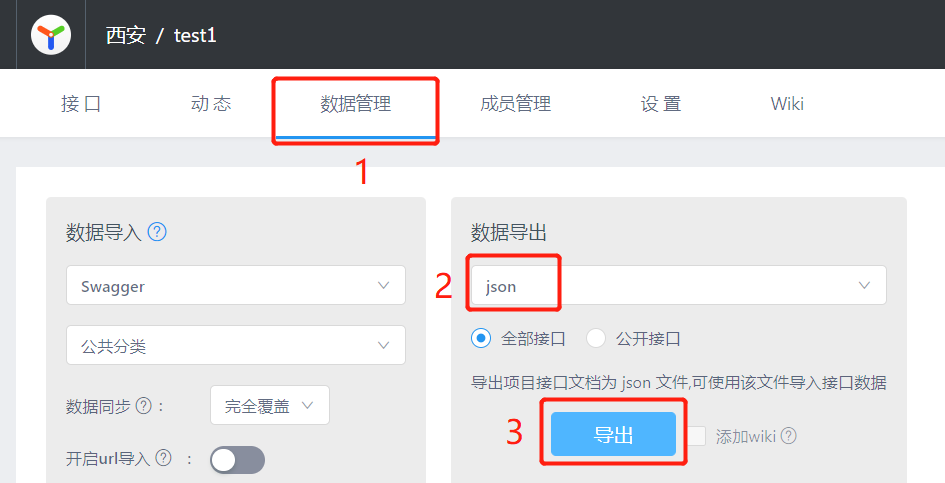 西安 / test1
接 口 动 态 数据管理 成员管理 设 置 Wiki
1
数据导入 ?
数据导出
Swagger
2 json
公共分类
全部接口 公开接口
导出项目接口文档为 json 文件,可使用该文件导入接口数据
数据同步 ? : 完全覆盖
3 导出 添加wiki ?
开启url导入 ? :